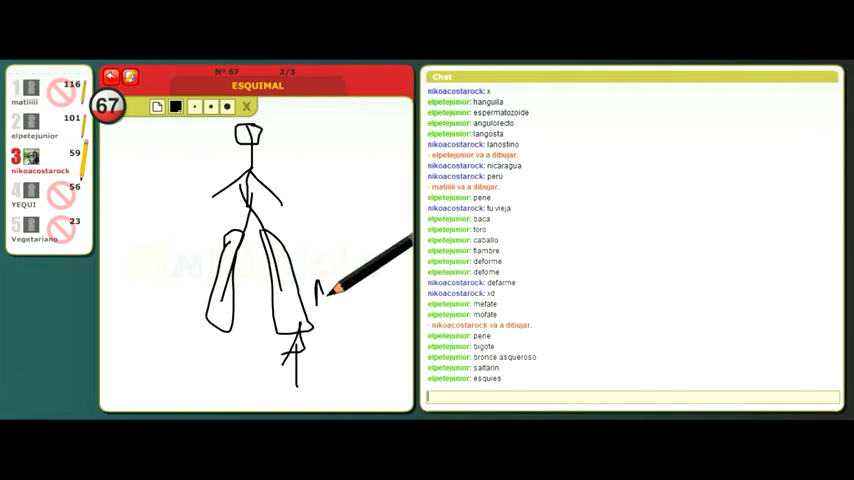 1 116
matiiiii
2 101
elpetejunior
3 59
nikoacostarock
4 56
YEQUI
5 23
Vegetariano
67
Nº 67 2/3
ESQUIMAL
X
Chat
nikoacostarock: x
elpetejunior: hanguila
elpetejunior: espermatozoide
elpetejunior: angulorecto
elpetejunior: langosta
nikoacostarock: lanostino
· elpetejunior va a dibujar.
nikoacostarock: nicaragua
nikoacostarock: peru
· matiiiii va a dibujar.
elpetejunior: pene
nikoacostarock: tu vieja
elpetejunior: baca
elpetejunior: toro
elpetejunior: caballo
elpetejunior: fiambre
elpetejunior: deforme
elpetejunior: defome
nikoacostarock: defarme
nikoacostarock: xd
elpetejunior: mefate
elpetejunior: mofate
· nikoacostarock va a dibujar.
elpetejunior: pene
elpetejunior: bigote
elpetejunior: bronce asqueroso
elpetejunior: saltarin
elpetejunior: esquies